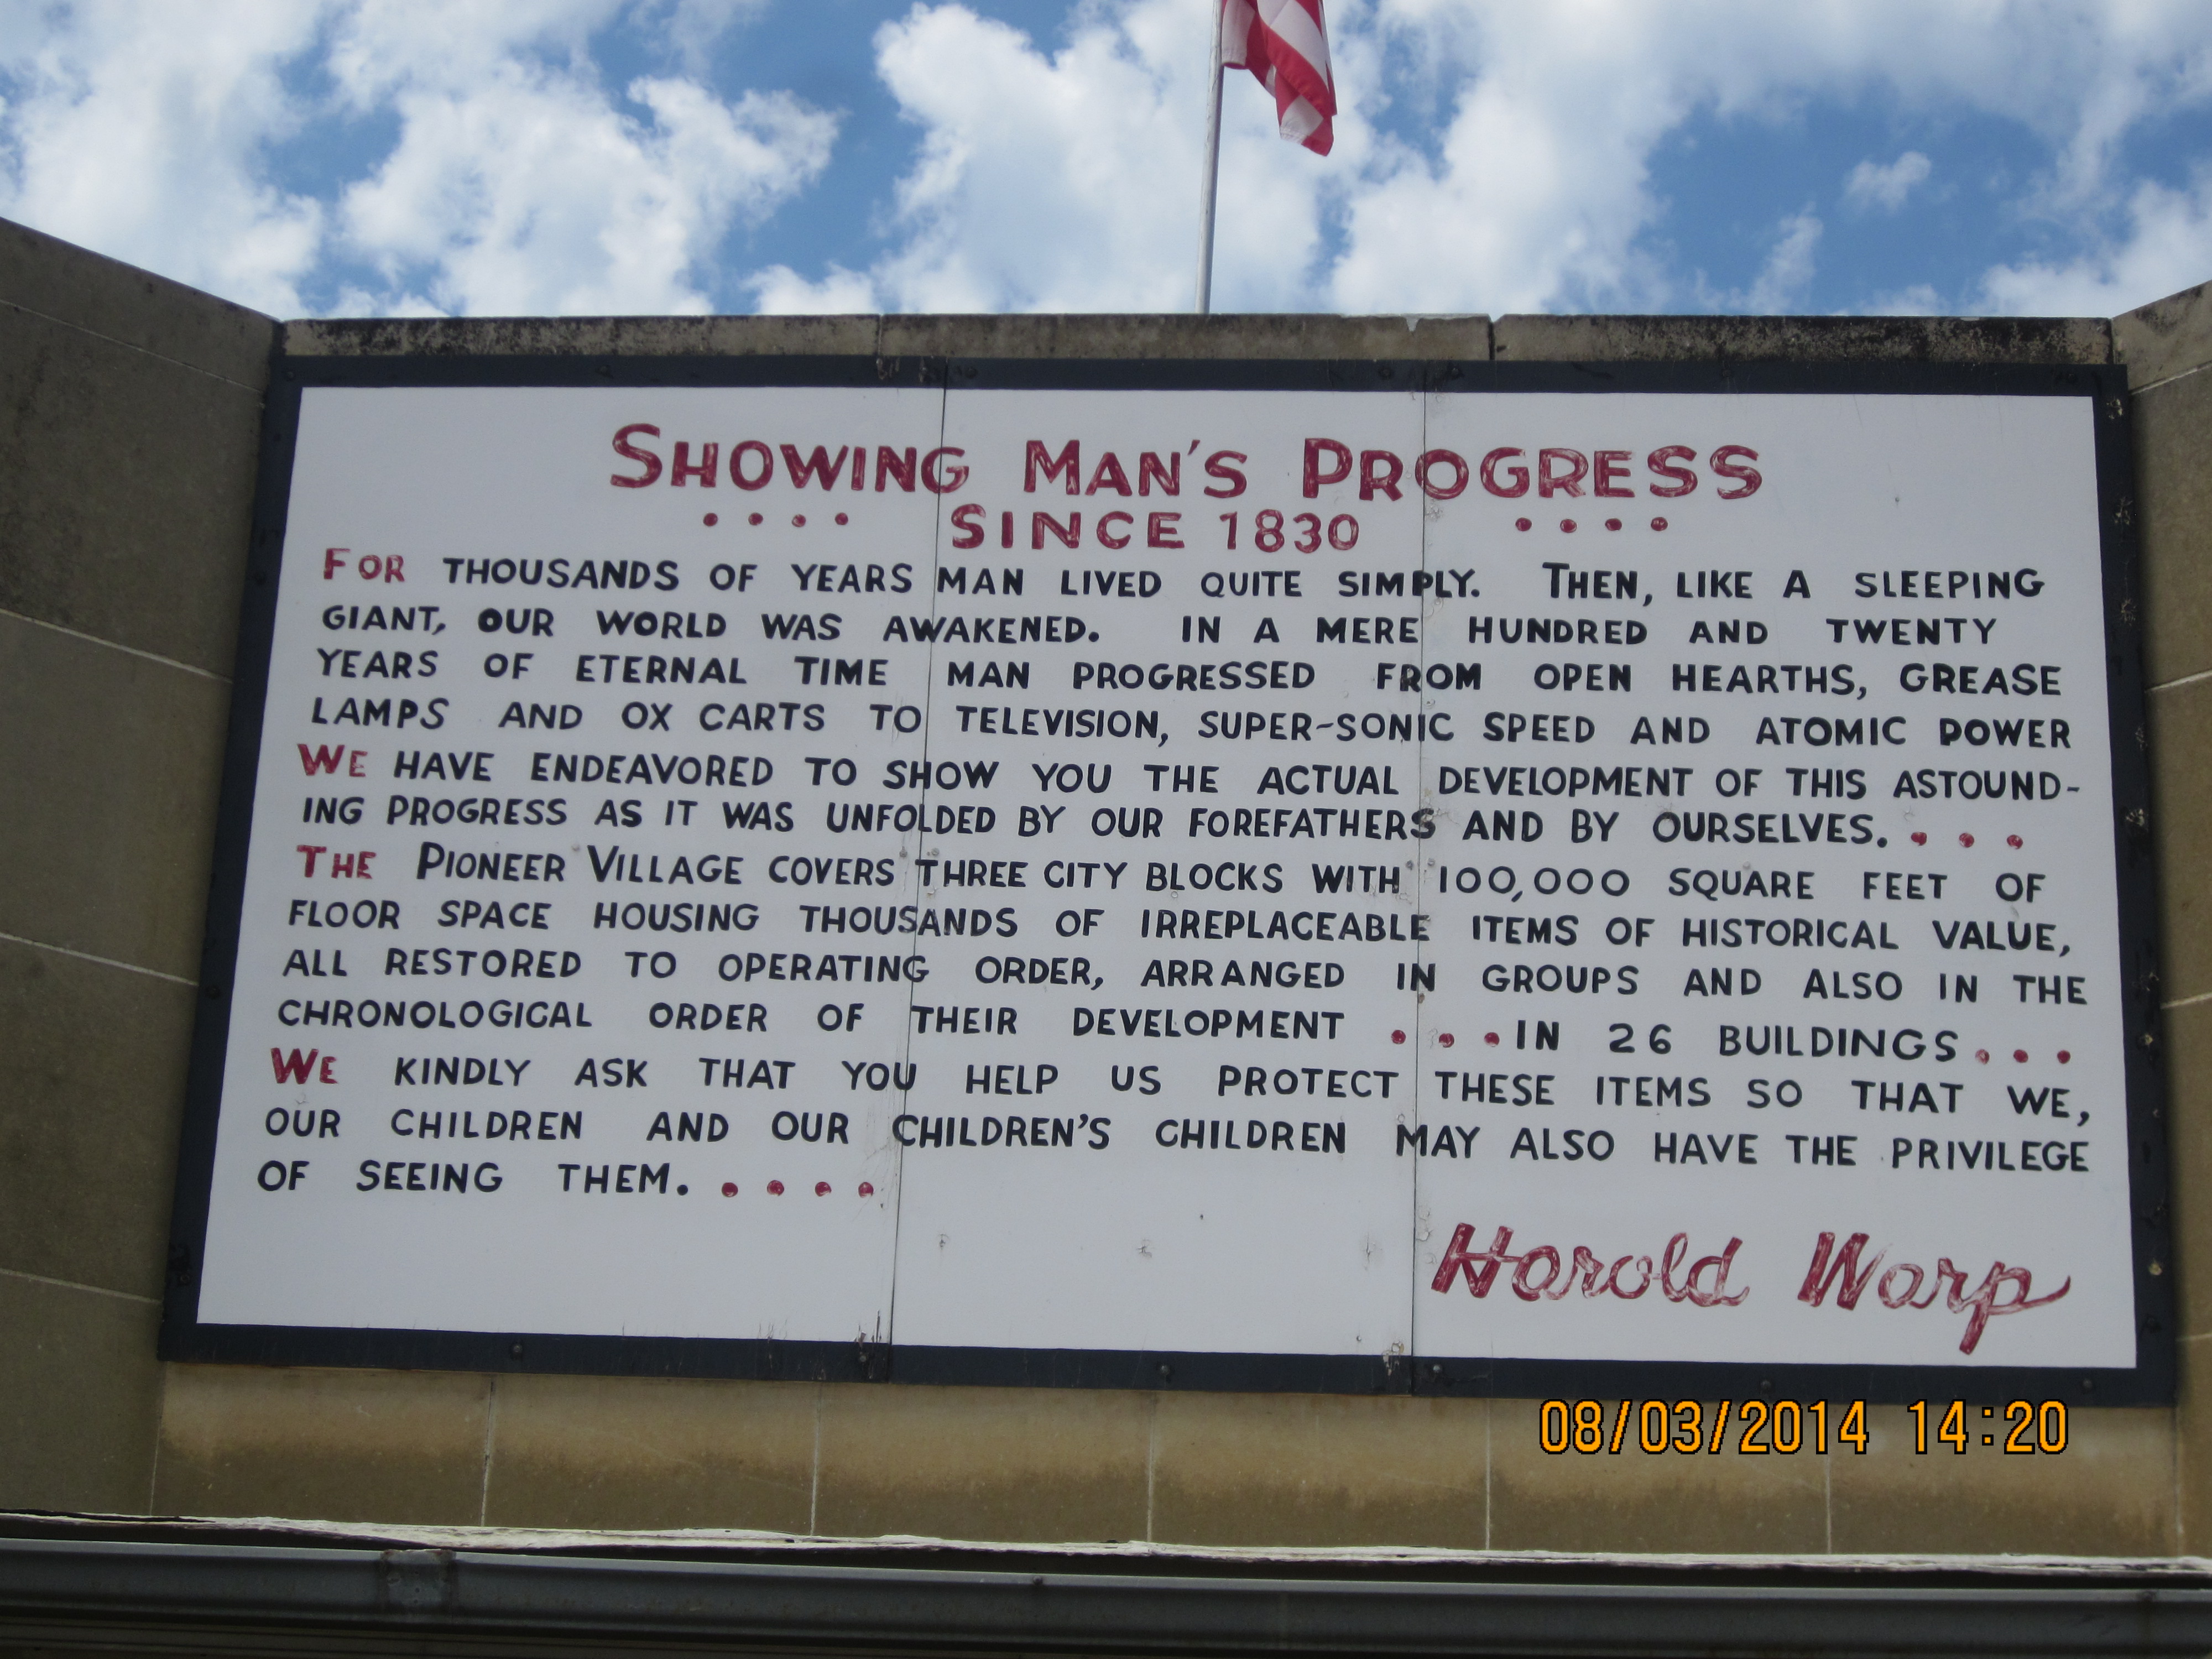 SHOWING MAN'S PROGRESS
.... SINCE 1830 ....
FOR THOUSANDS OF YEARS MAN LIVED QUITE SIMPLY. THEN, LIKE A SLEEPING
GIANT, OUR WORLD WAS AWAKENED. IN A MERE HUNDRED AND TWENTY
YEARS OF ETERNAL TIME MAN PROGRESSED FROM OPEN HEARTHS, GREASE
LAMPS AND OX CARTS TO TELEVISION, SUPER-SONIC SPEED AND ATOMIC POWER
WE HAVE ENDEAVORED TO SHOW YOU THE ACTUAL DEVELOPMENT OF THIS ASTOUND-
ING PROGRESS AS IT WAS UNFOLDED BY OUR FOREFATHERS AND BY OURSELVES. ...
THE PIONEER VILLAGE COVERS THREE CITY BLOCKS WITH 100,000 SQUARE FEET OF
FLOOR SPACE HOUSING THOUSANDS OF IRREPLACEABLE ITEMS OF HISTORICAL VALUE,
ALL RESTORED TO OPERATING ORDER, ARRANGED IN GROUPS AND ALSO IN THE
CHRONOLOGICAL ORDER OF THEIR DEVELOPMENT ...IN 26 BUILDINGS...
WE KINDLY ASK THAT YOU HELP US PROTECT THESE ITEMS SO THAT WE,
OUR CHILDREN AND OUR CHILDREN'S CHILDREN MAY ALSO HAVE THE PRIVILEGE
OF SEEING THEM. ....
Harold Warp
08/03/2014 14:20